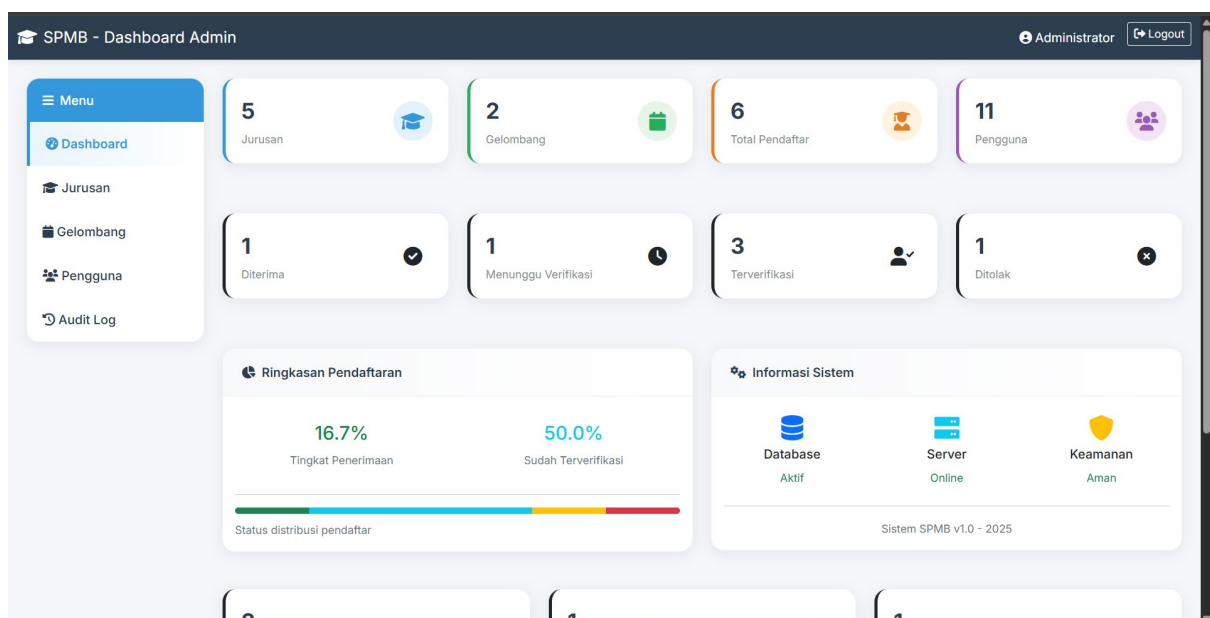 SPMB - Dashboard Admin
Administrator
Logout
Menu
Dashboard
Jurusan
Gelombang
Pengguna
Audit Log
5
Jurusan
2
Gelombang
6
Total Pendaftar
11
Pengguna
1
Diterima
1
Menunggu Verifikasi
3
Terverifikasi
1
Ditolak
Ringkasan Pendaftaran
16.7%
Tingkat Penerimaan
50.0%
Sudah Terverifikasi
Status distribusi pendaftar
Informasi Sistem
Database
Aktif
Server
Online
Keamanan
Aman
Sistem SPMB v1.0 - 2025